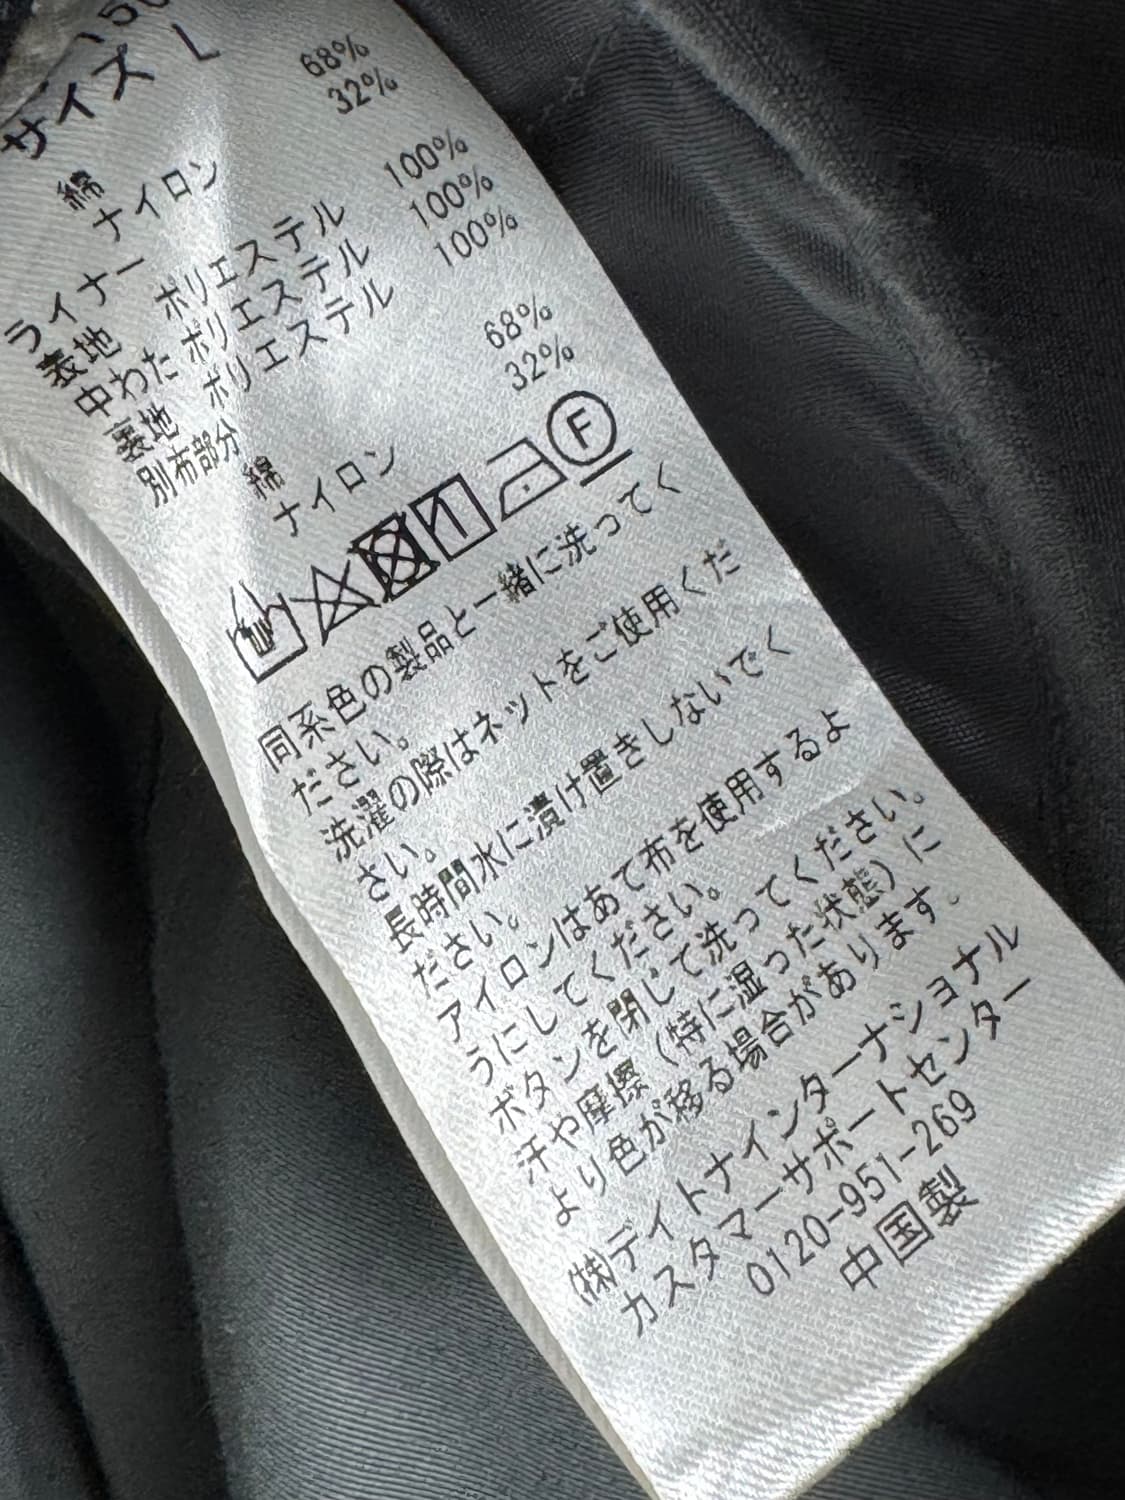 サイズ L
綿 68%
ナイロン 32%
ライナー
表地 ポリエステル 100%
中わた ポリエステル 100%
裏地 ポリエステル 100%
別布部分
綿 68%
ナイロン 32%
F
同系色の製品と一緒に洗ってく
ださい。
洗濯の際はネットをご使用くだ
さい。
長時間水に漬け置きしないでく
ださい。
アイロンはあて布を使用するよ
うにしてください。
ボタンを閉じて洗ってください。
汗や摩擦(特に湿った状態)に
より色が移る場合があります。
㈱デイトナインターナショナル
カスタマーサポートセンター
0120-951-269
中国製